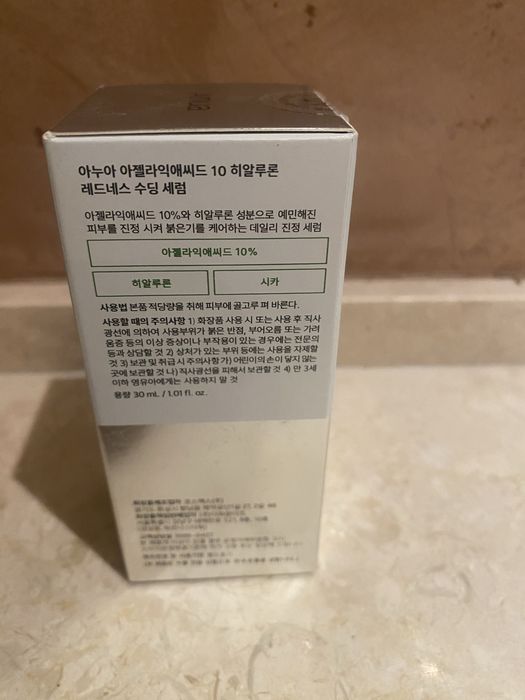 아누아 아젤라익애씨드 10 히알루론
레드네스 수딩 세럼
아젤라익애씨드 10%와 히알루론 성분으로 예민해진
피부를 진정 시켜 붉은기를 케어하는 데일리 진정 세럼
아젤라익애씨드 10%
히알루론
시카
사용법 본품 적당량을 취해 피부에 골고루 펴 바른다.
사용할 때의 주의사항 1) 화장품 사용 시 또는 사용 후 직사
광선에 의하여 사용부위가 붉은 반점, 부어오름 또는 가려
움증 등의 이상 증상이나 부작용이 있는 경우에는 전문의
등과 상담할 것 2) 상처가 있는 부위 등에는 사용을 자제할
것 3) 보관 및 취급 시 주의사항 가) 어린이의 손이 닿지 않는
곳에 보관할 것 나) 직사광선을 피해서 보관할 것 4) 만 3세
이하 영유아에게는 사용하지 말 것
용량 30 mL / 1.01 fl. oz.